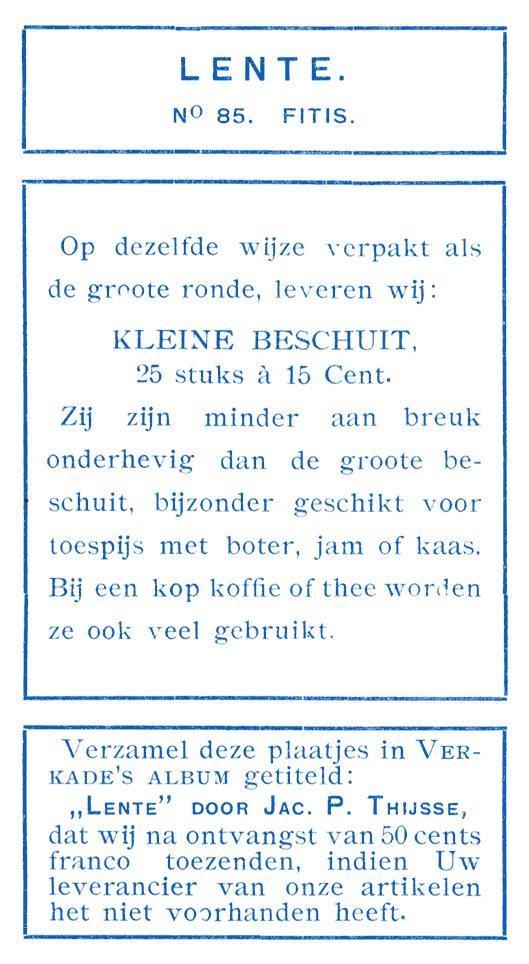 LENTE.
Nº 85. FITIS.
Op dezelfde wijze verpakt als
de groote ronde, leveren wij:
KLEINE BESCHUIT,
25 stuks à 15 Cent.
Zij zijn minder aan breuk
onderhevig dan de groote be-
schuit, bijzonder geschikt voor
toespijs met boter, jam of kaas.
Bij een kop koffie of thee worden
ze ook veel gebruikt.
Verzamel deze plaatjes in VER-
KADE'S ALBUM getiteld:
„LENTE” DOOR JAC. P. THIJSSE,
dat wij na ontvangst van 50 cents
franco toezenden, indien Uw
leverancier van onze artikelen
het niet voorhanden heeft.